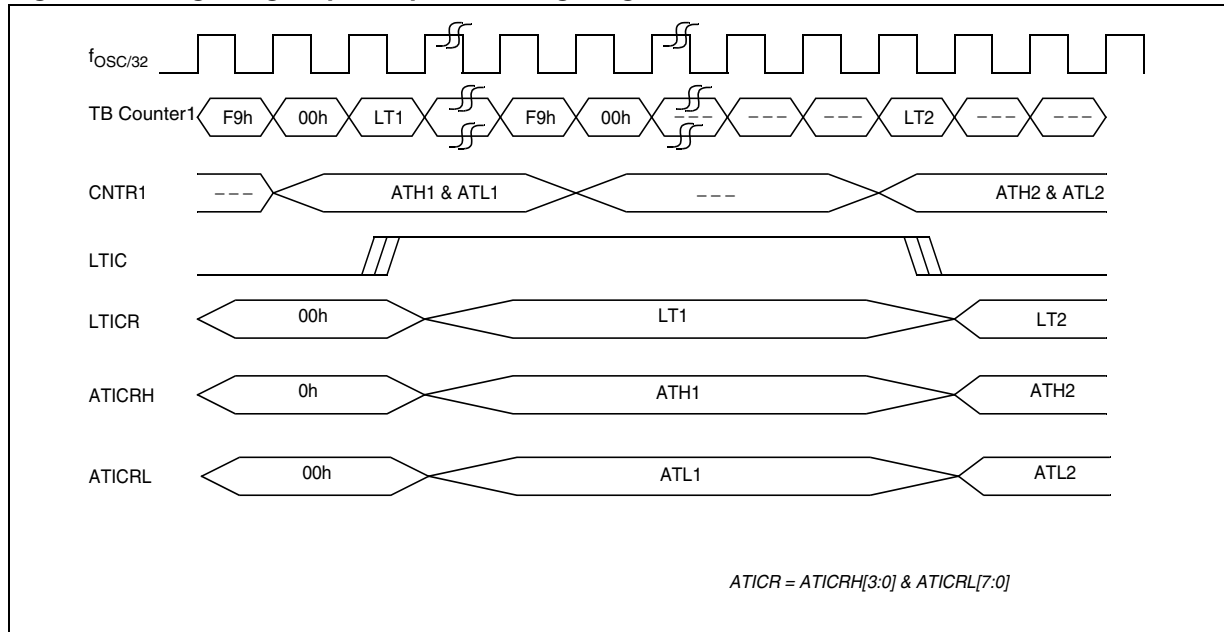 fOSC/32
TB Counter1 F9h 00h LT1 F9h 00h --- --- --- LT2 --- ---
CNTR1 --- ATH1 & ATL1 --- ATH2 & ATL2
LTIC
LTICR 00h LT1 LT2
ATICRH 0h ATH1 ATH2
ATICRL 00h ATL1 ATL2
ATICR = ATICRH[3:0] & ATICRL[7:0]